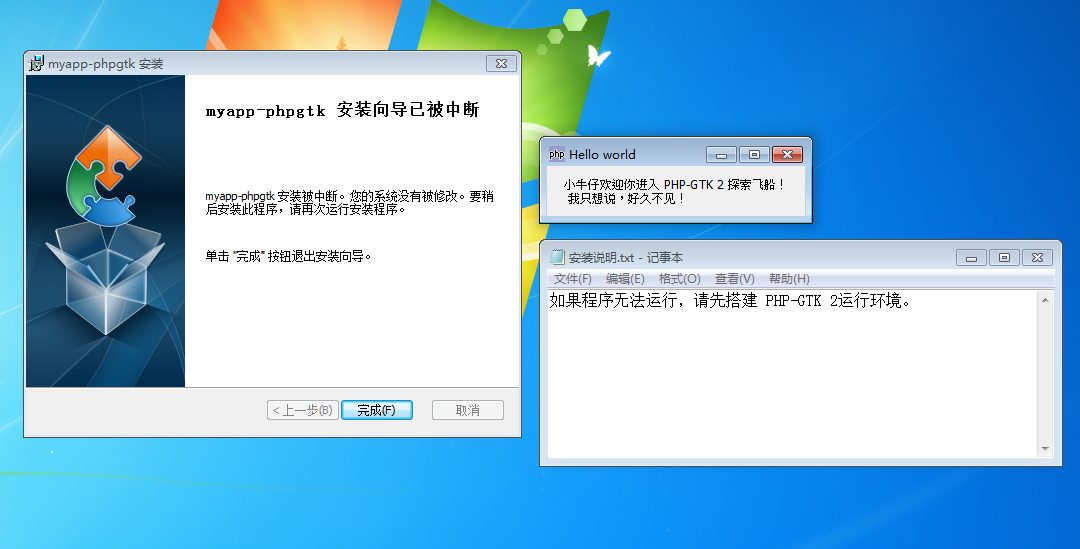 myapp-phpgtk 安装
myapp-phpgtk 安装向导已被中断
myapp-phpgtk 安装被中断。您的系统没有被修改。要稍
后安装此程序，请再次运行安装程序。
单击 "完成" 按钮退出安装向导。
< 上一步(B)
完成(F)
取消
php Hello world
小牛仔欢迎你进入 PHP-GTK 2 探索飞船！
我只想说，好久不见！
安装说明.txt - 记事本
文件(F) 编辑(E) 格式(O) 查看(V) 帮助(H)
如果程序无法运行，请先搭建 PHP-GTK 2运行环境。